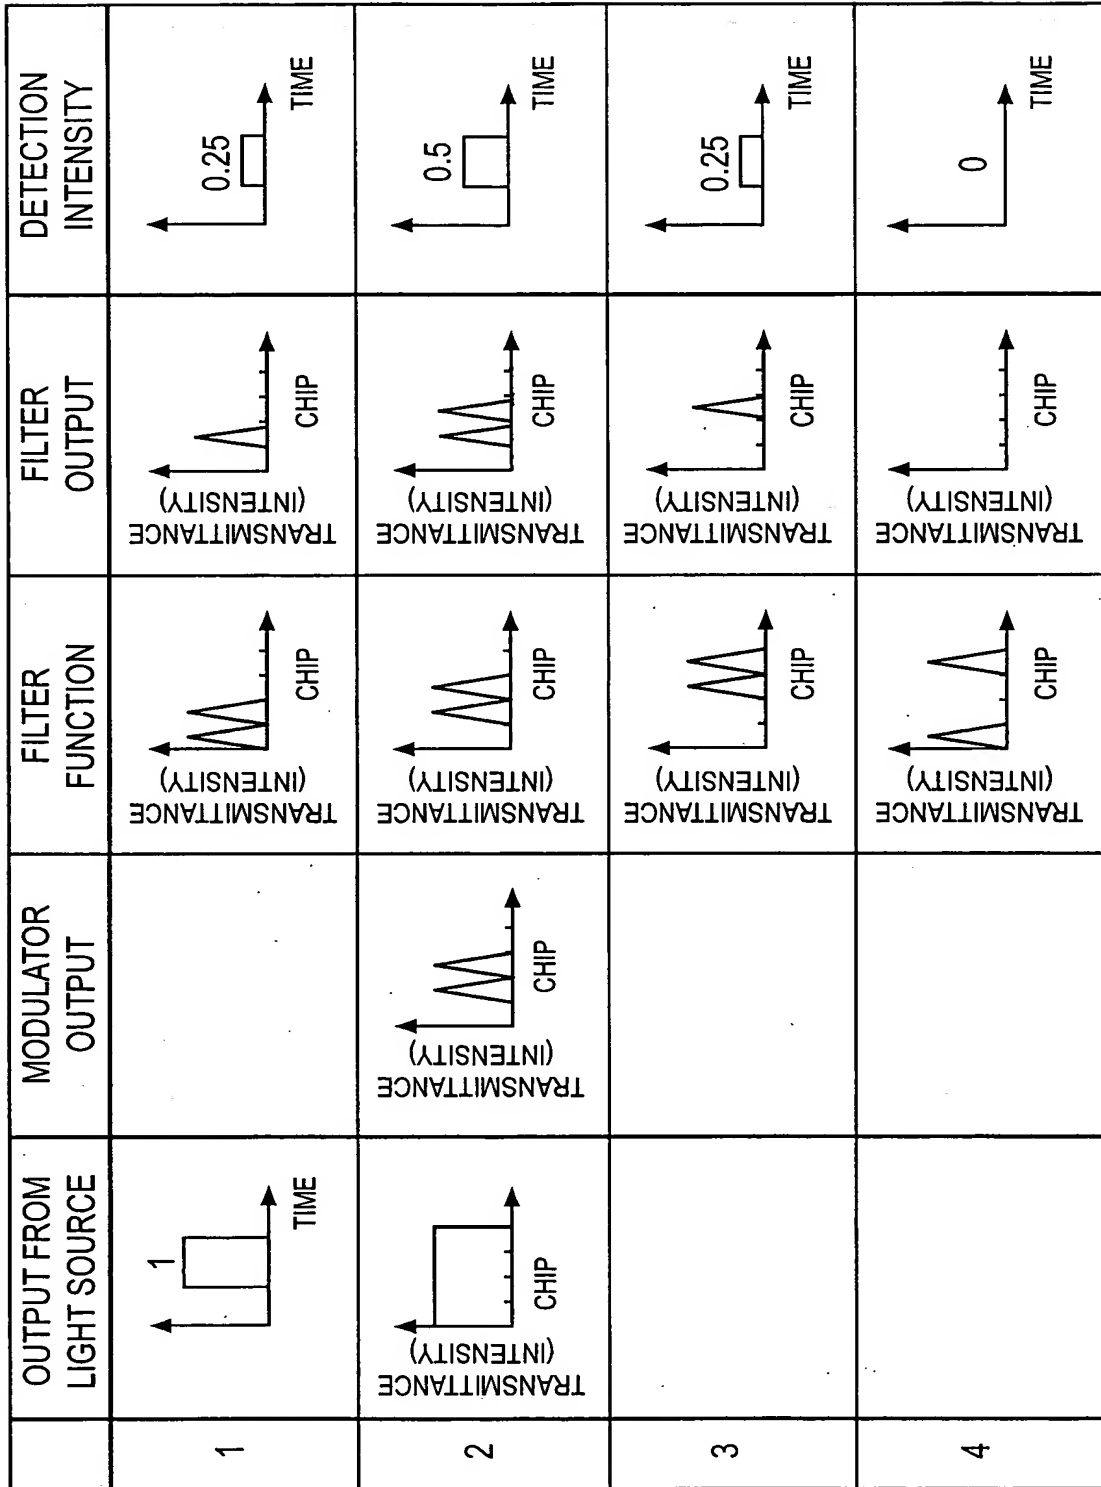 OUTPUT FROM
LIGHT SOURCE
MODULATOR
OUTPUT
FILTER
FUNCTION
FILTER
OUTPUT
DETECTION
INTENSITY
1
1
TIME
TRANSMITTANCE
(INTENSITY)
CHIP
TRANSMITTANCE
(INTENSITY)
CHIP
0.25
TIME
2
TRANSMITTANCE
(INTENSITY)
CHIP
TRANSMITTANCE
(INTENSITY)
CHIP
TRANSMITTANCE
(INTENSITY)
CHIP
TRANSMITTANCE
(INTENSITY)
CHIP
0.5
TIME
3
TRANSMITTANCE
(INTENSITY)
CHIP
TRANSMITTANCE
(INTENSITY)
CHIP
0.25
TIME
4
TRANSMITTANCE
(INTENSITY)
CHIP
TRANSMITTANCE
(INTENSITY)
CHIP
0
TIME